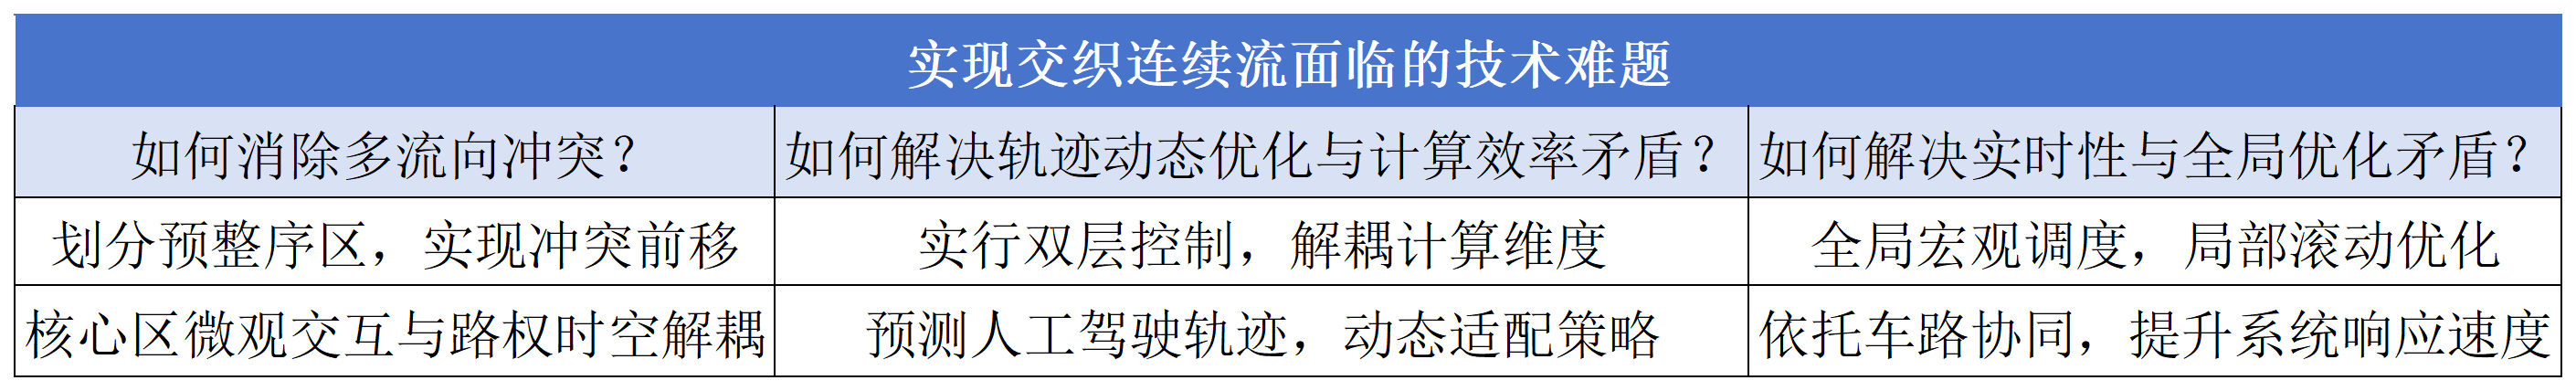 实现交织连续流面临的技术难题
如何消除多流向冲突？
如何解决轨迹动态优化与计算效率矛盾？
如何解决实时性与全局优化矛盾？
划分预整序区，实现冲突前移
实行双层控制，解耦计算维度
全局宏观调度，局部滚动优化
核心区微观交互与路权时空解耦
预测人工驾驶轨迹，动态适配策略
依托车路协同，提升系统响应速度